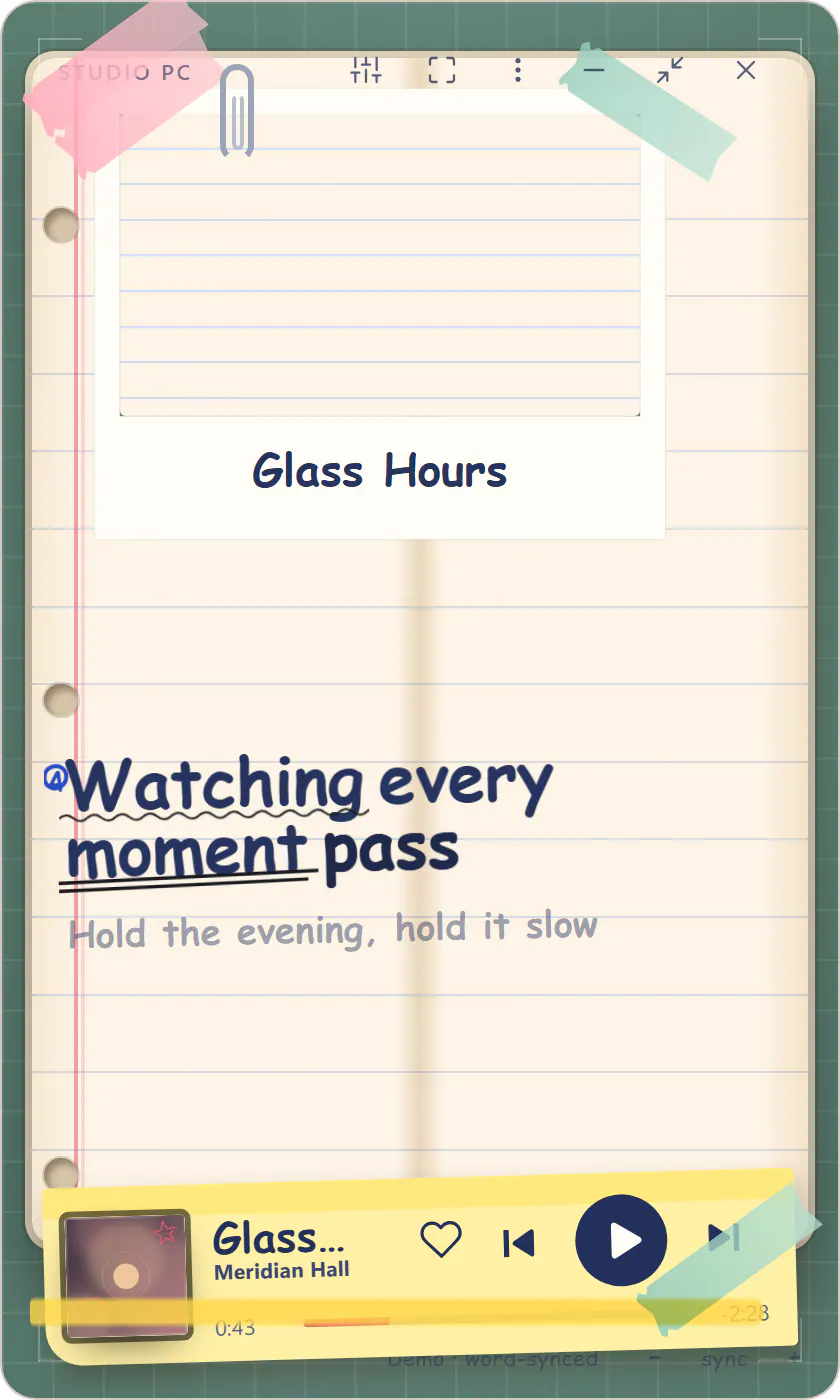 STUDIO PC
Glass Hours
Watching every
moment pass
Hold the evening, hold it slow
Glass...
Meridian Hall
0:43
-2:28
Demo · word-synced − sync +